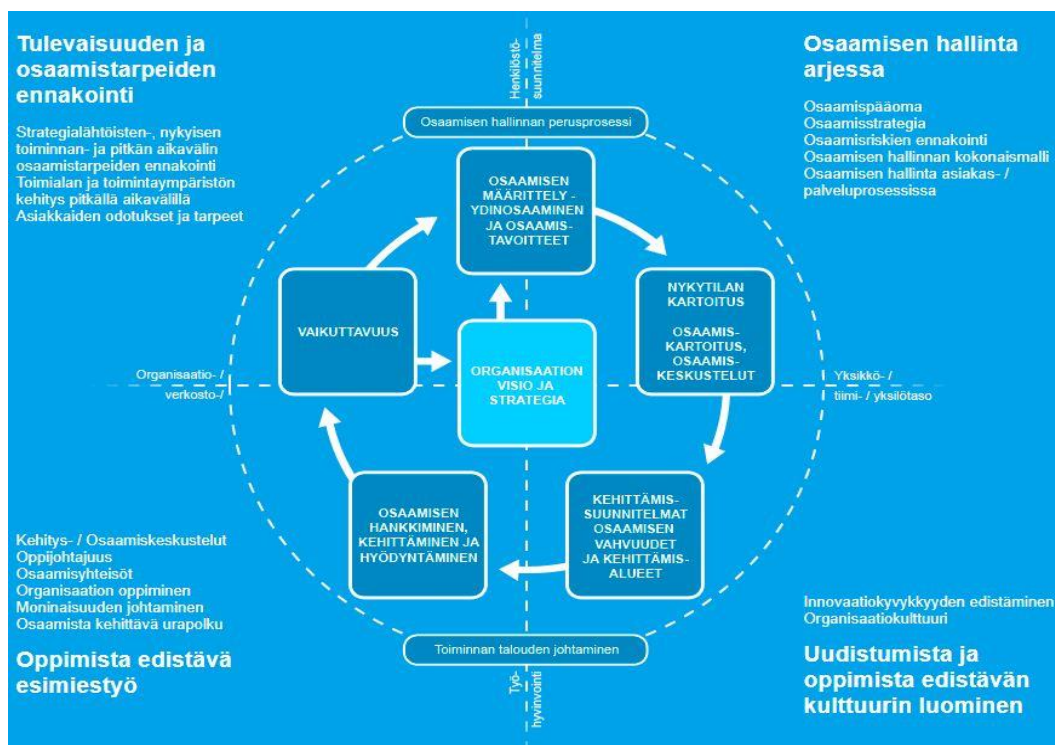 Tulevaisuuden ja
osaamistarpeiden
ennakointi
Strategialähtöisten-, nykyisen
toiminnan- ja pitkän aikavälin
osaamistarpeiden ennakointi
Toimialan ja toimintaympäristön
kehitys pitkällä aikavälillä
Asiakkaiden odotukset ja tarpeet
Henkilöstö-
suunnitelma
Osaamisen hallinta
arjessa
Osaamispääoma
Osaamisstrategia
Osaamisriskien ennakointi
Osaamisen hallinnan kokonaismalli
Osaamisen hallinta asiakas- /
palveluprosessissa
Osaamisen hallinnan perusprosessi
OSAAMISEN
MÄÄRITTELY -
YDINOSAAMINEN
JA OSAAMIS-
TAVOITTEET
NYKYTILAN
KARTOITUS
OSAAMIS-
KARTOITUS,
OSAAMIS-
KESKUSTELUT
VAIKUTTAVUUS
ORGANISAATION
VISIO JA
STRATEGIA
Organisaatio- /
verkosto-/
Yksikkö- /
tiimi- / yksilötaso
OSAAMISEN
HANKKIMINEN,
KEHITTÄMINEN JA
HYÖDYNTÄMINEN
KEHITTÄMIS-
SUUNNITELMAT
OSAAMISEN
VAHVUUDET
JA KEHITTÄMIS-
ALUEET
Kehitys- / Osaamiskeskustelut
Oppijohtajuus
Osaamisyhteisöt
Organisaation oppiminen
Moninaisuuden johtaminen
Osaamista kehittävä urapolku
Oppimista edistävä
esimiestyö
Toiminnan talouden johtaminen
Työ-
hyvinvointi
Innovaatiokyvykkyyden edistäminen
Organisaatiokulttuuri
Uudistumista ja
oppimista edistävän
kulttuurin luominen